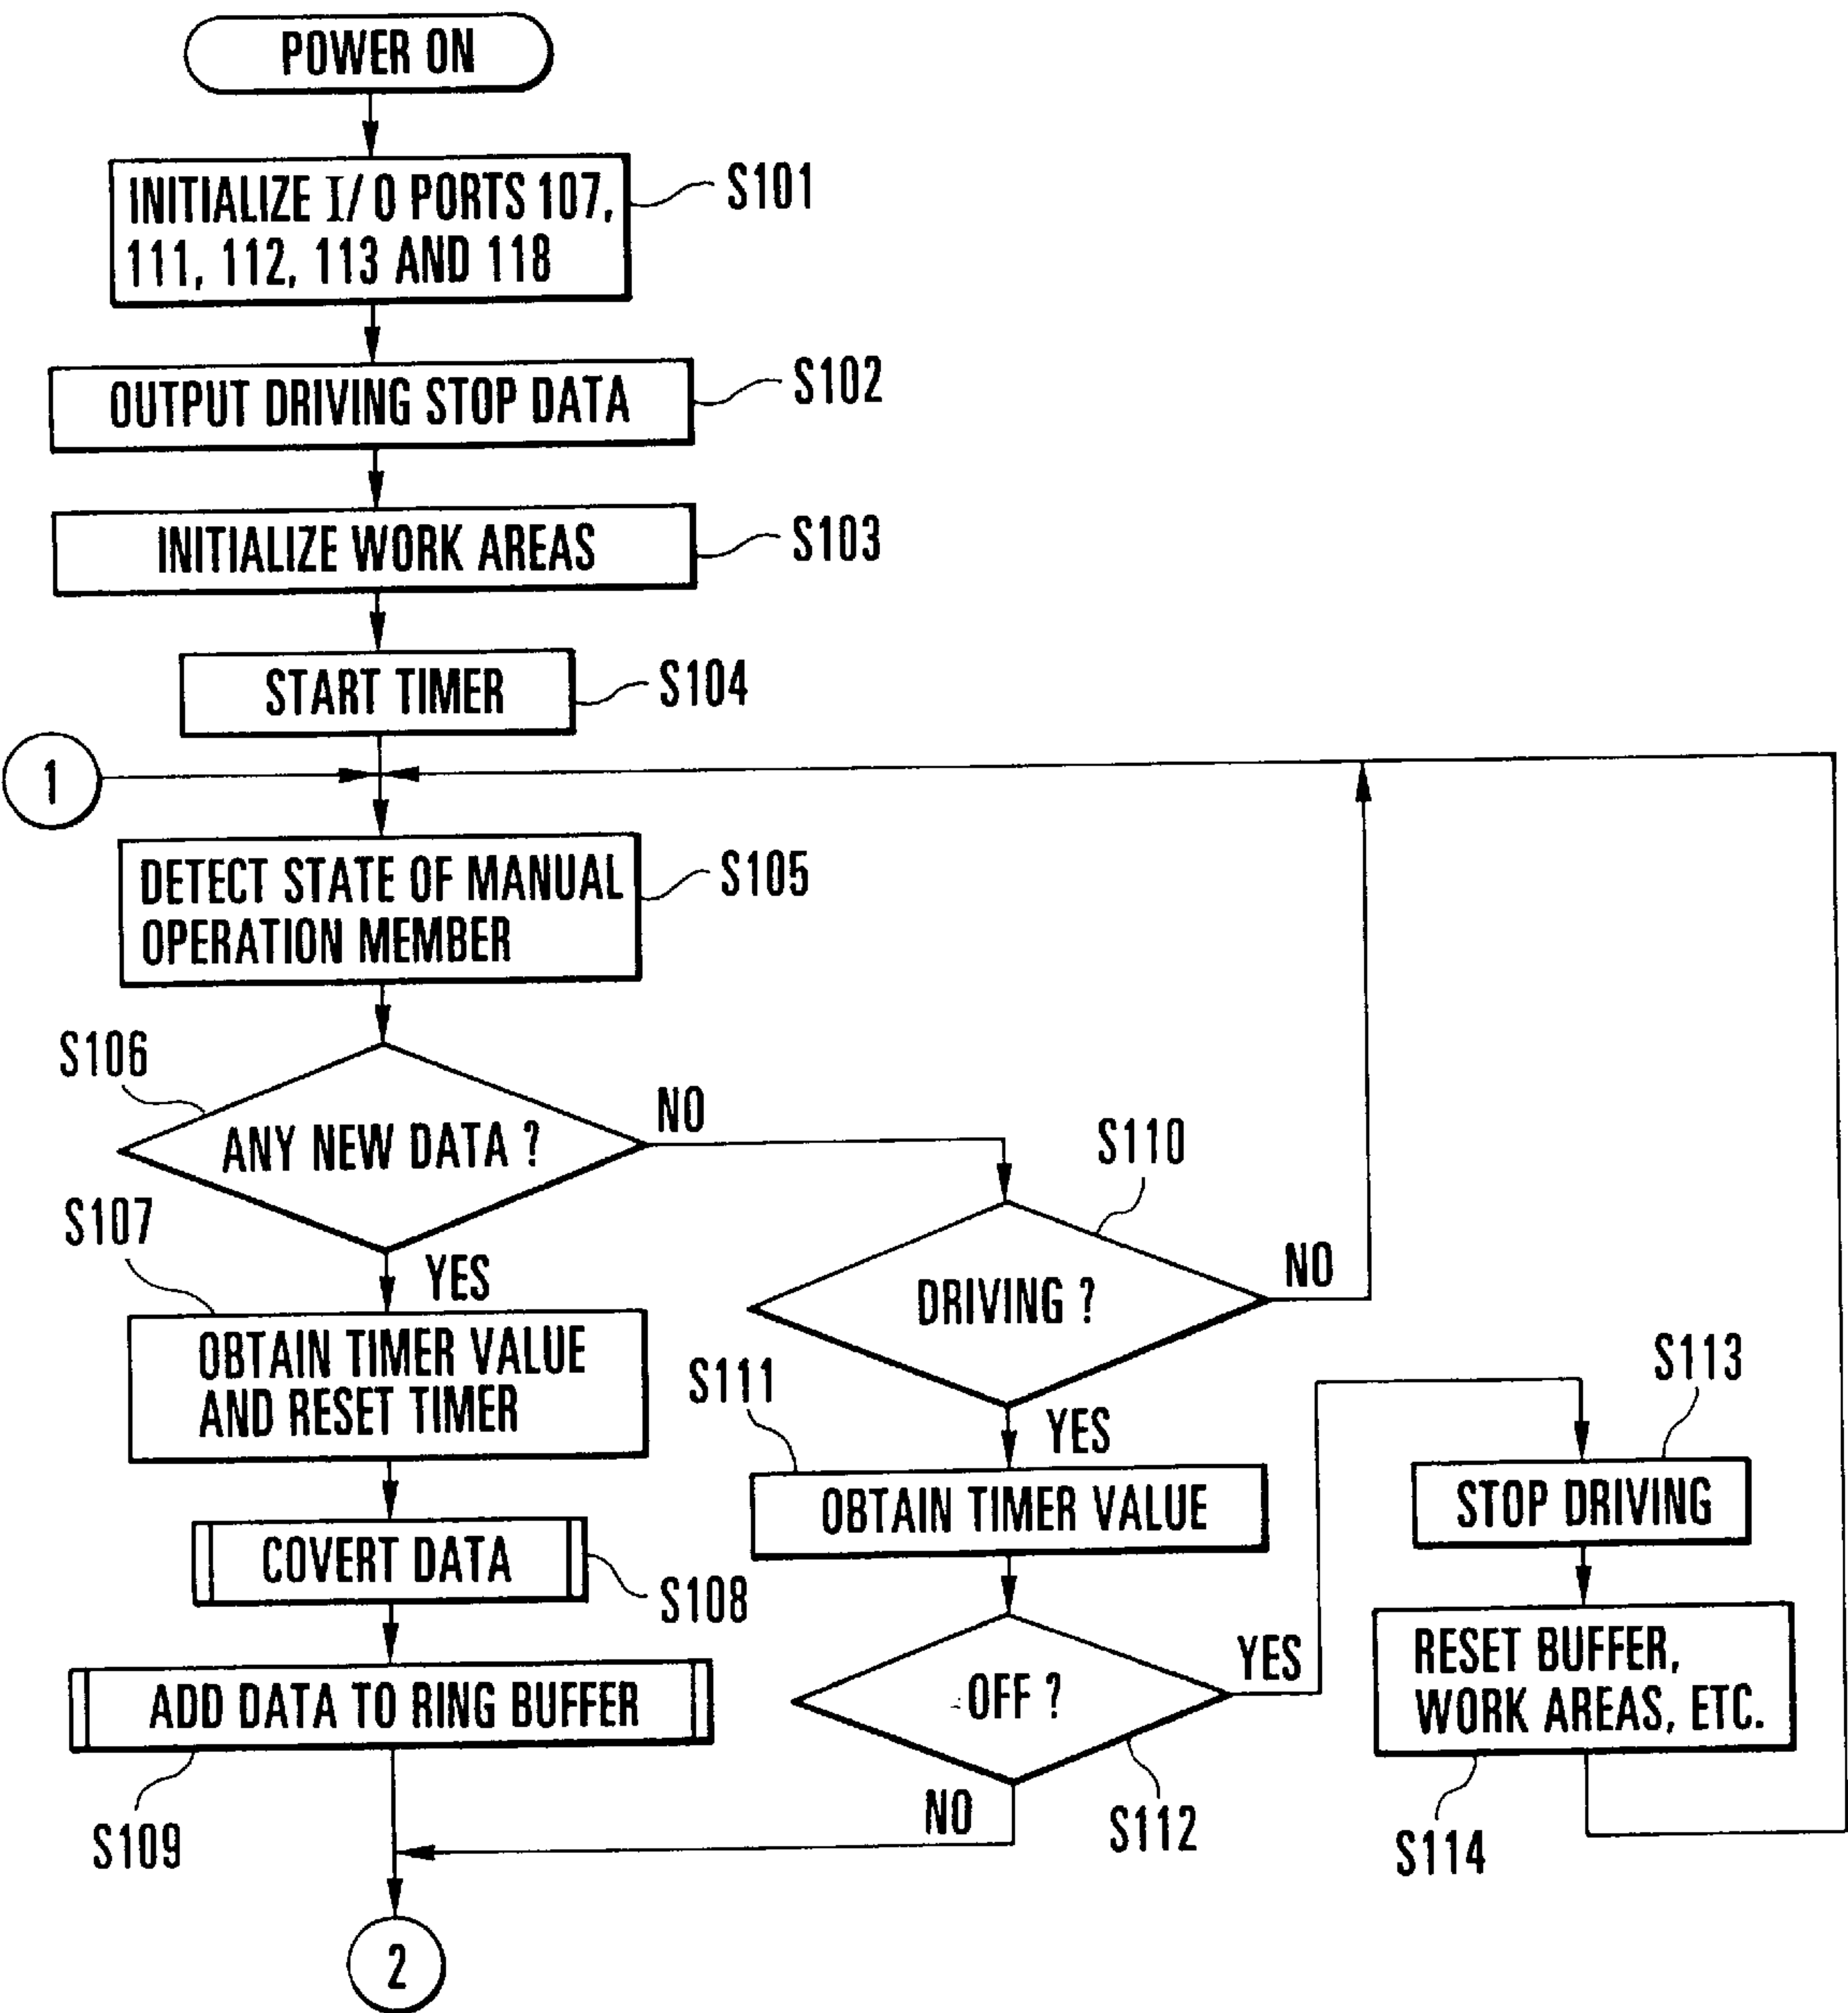 POWER ON
INITIALIZE I/O PORTS 107,
111, 112, 113 AND 118
S101
OUTPUT DRIVING STOP DATA
S102
INITIALIZE WORK AREAS
S103
START TIMER
S104
1
DETECT STATE OF MANUAL
OPERATION MEMBER
S105
S106
ANY NEW DATA ?
NO
YES
S107
OBTAIN TIMER VALUE
AND RESET TIMER
COVERT DATA
S108
ADD DATA TO RING BUFFER
S109
S110
DRIVING ?
NO
YES
S111
OBTAIN TIMER VALUE
OFF ?
YES
NO
S112
S113
STOP DRIVING
RESET BUFFER,
WORK AREAS, ETC.
S114
2